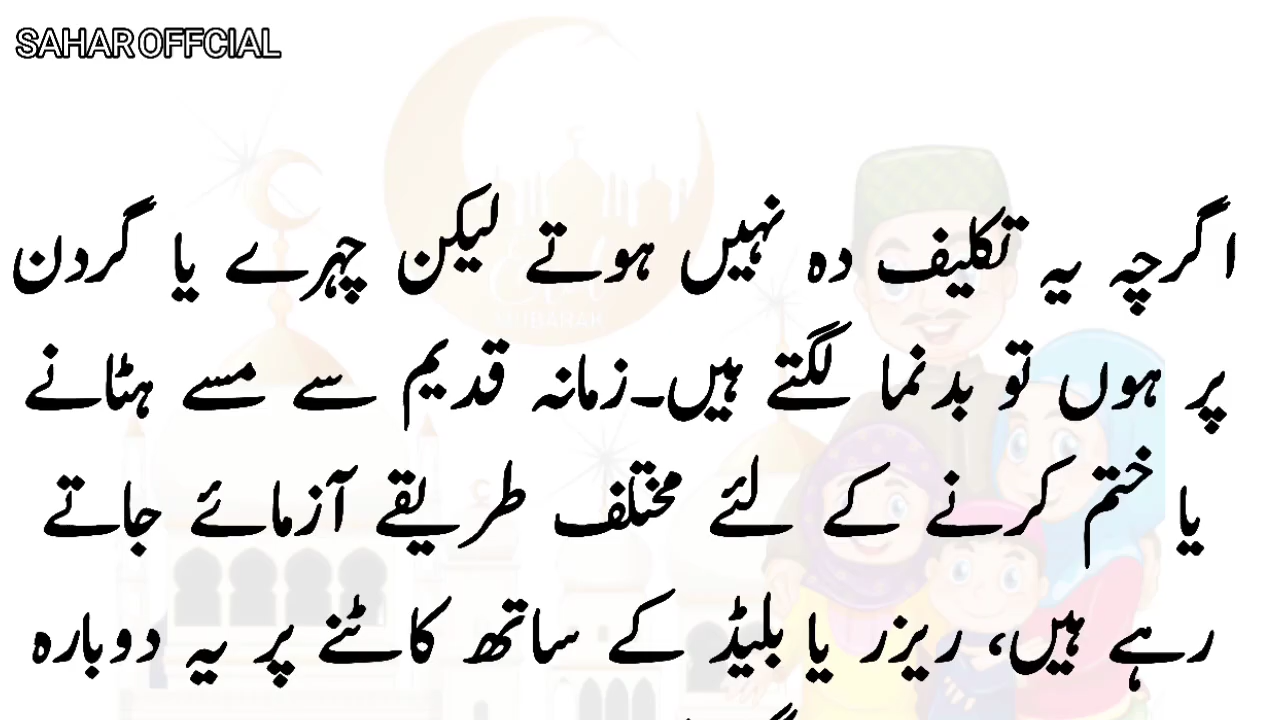 SAHAR OFFCIAL
اگرچہ یہ تکلیف دہ نہیں ہوتے لیکن چہرے یا گردن
پر ہوں تو بدنما لگتے ہیں۔زمانہ قدیم سے مسے ہٹانے
یا ختم کرنے کے لئے مختلف طریقے آزمائے جاتے
رہے ہیں، ریزر یا بلیڈ کے ساتھ کاٹنے پر یہ دوبارہ
MUBARAK